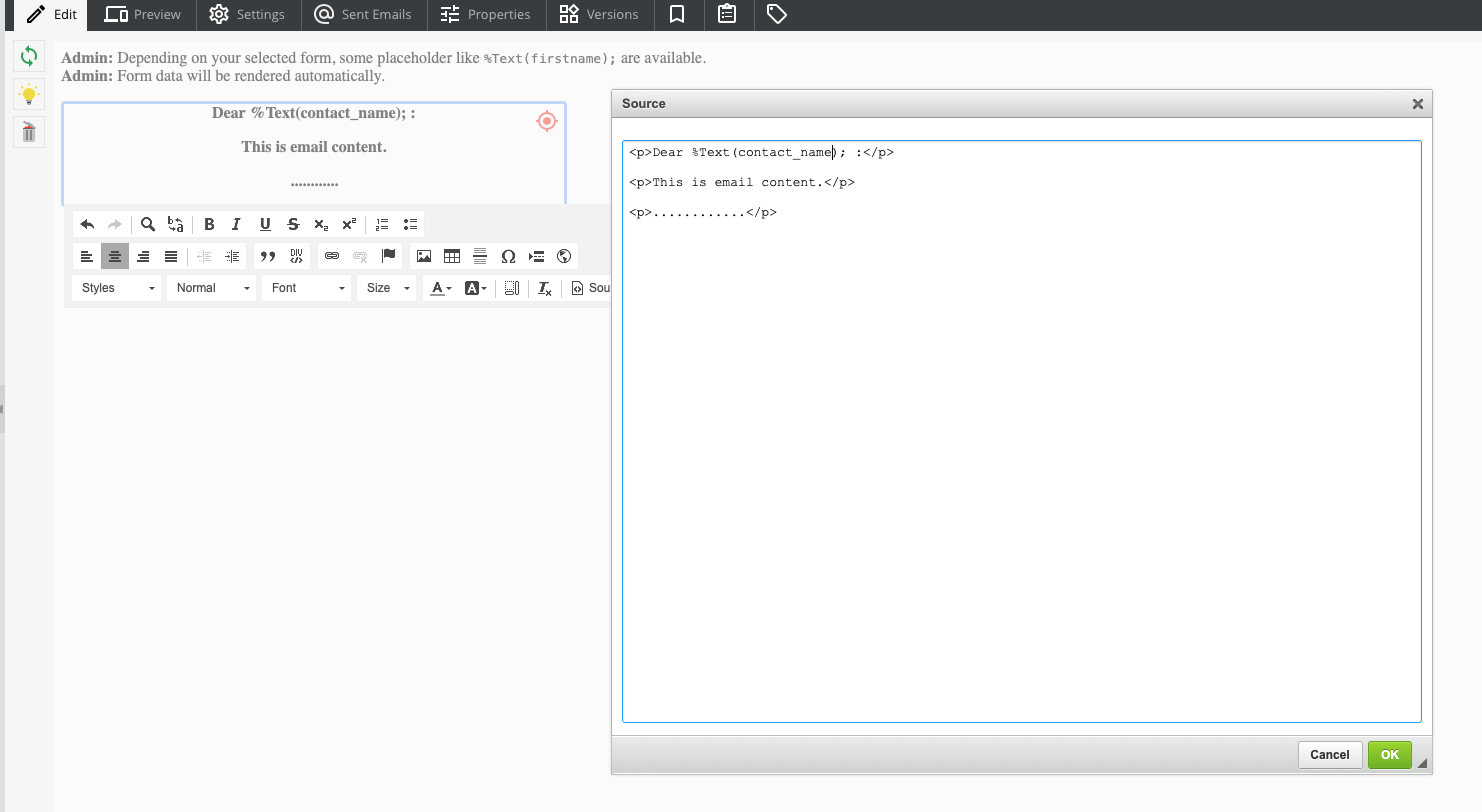 Edit Preview Settings Sent Emails Properties Versions
Admin: Depending on your selected form, some placeholder like %Text(firstname); are available.
Admin: Form data will be rendered automatically.
Dear %Text(contact_name); :
This is email content.
............
Styles Normal Font Size Sou
Source
<p>Dear %Text(contact_name); :</p>
<p>This is email content.</p>
<p>............</p>
Cancel OK